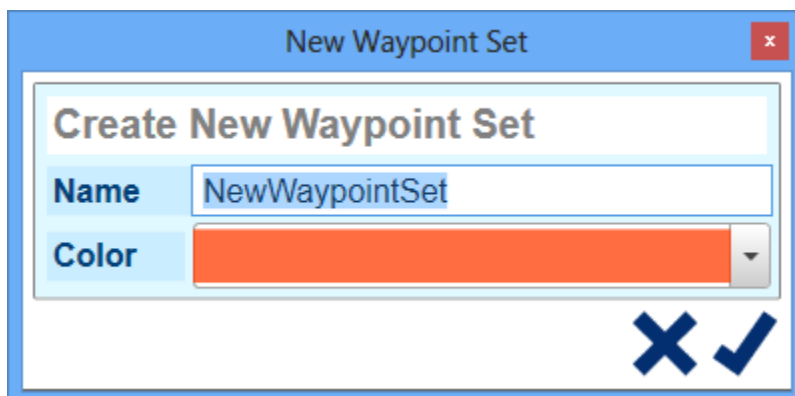 New Waypoint Set
x
Create New Waypoint Set
Name NewWaypointSet
Color